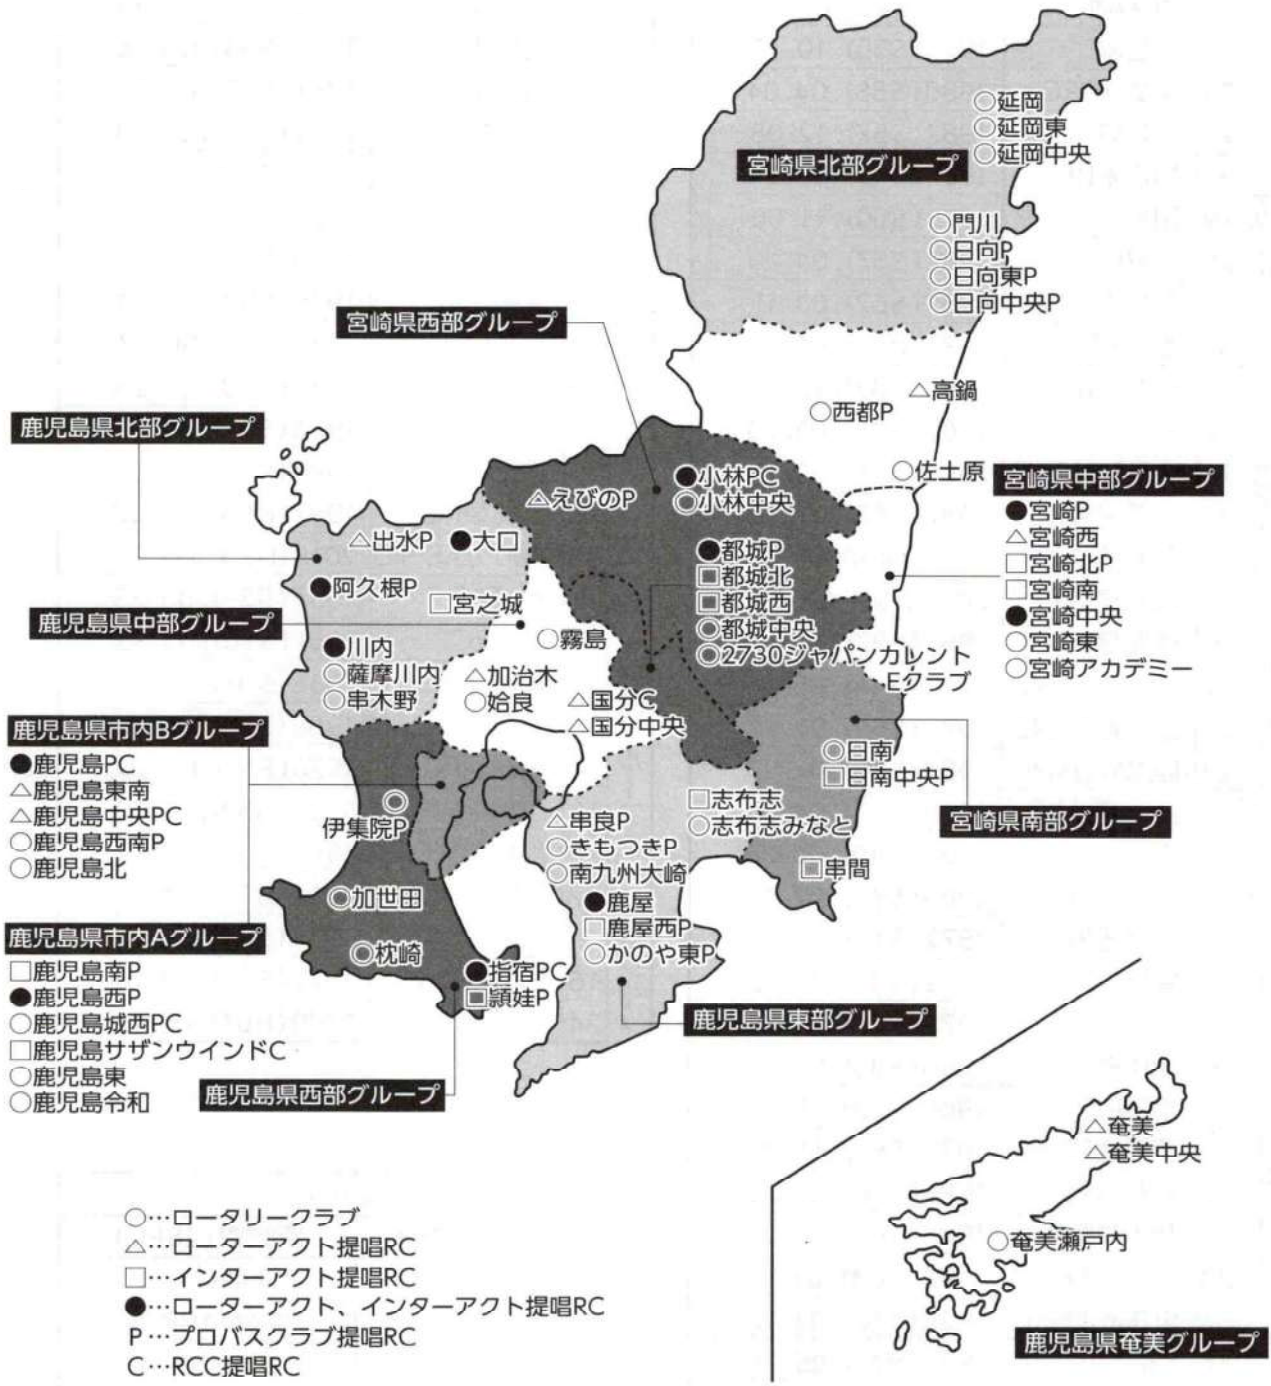 ○延岡
○延岡東
○延岡中央
宮崎県北部グループ
○門川
○日向P
○日向東P
○日向中央P
宮崎県西部グループ
△高鍋
○西都P
鹿児島県北部グループ
○佐土原
宮崎県中部グループ
●宮崎P
△宮崎西
□宮崎北P
□宮崎南
●宮崎中央
○宮崎東
○宮崎アカデミー
●小林PC
○小林中央
△えびのP
△出水P
●大口
●阿久根P
□宮之城
●都城P
□都城北
□都城西
○都城中央
○2730ジャパンカレント
Eクラブ
鹿児島県中部グループ
○霧島
●川内
○薩摩川内
○串木野
△加治木
○姶良
△国分C
△国分中央
鹿児島県市内Bグループ
●鹿児島PC
△鹿児島東南
△鹿児島中央PC
○鹿児島西南P
○鹿児島北
○日南
□日南中央P
宮崎県南部グループ
□志布志
○志布志みなと
□串間
○
伊集院P
△串良P
○きもつきP
○南九州大崎
●鹿屋
□鹿屋西P
○かのや東P
○加世田
○枕崎
●指宿PC
□頴娃P
鹿児島県市内Aグループ
□鹿児島南P
●鹿児島西P
○鹿児島城西PC
□鹿児島サザンウインドC
○鹿児島東
○鹿児島令和
鹿児島県東部グループ
鹿児島県西部グループ
△奄美
△奄美中央
○奄美瀬戸内
鹿児島県奄美グループ
○…ロータリークラブ
△…ローターアクト提唱RC
□…インターアクト提唱RC
●…ローターアクト、インターアクト提唱RC
P…プロバスクラブ提唱RC
C…RCC提唱RC